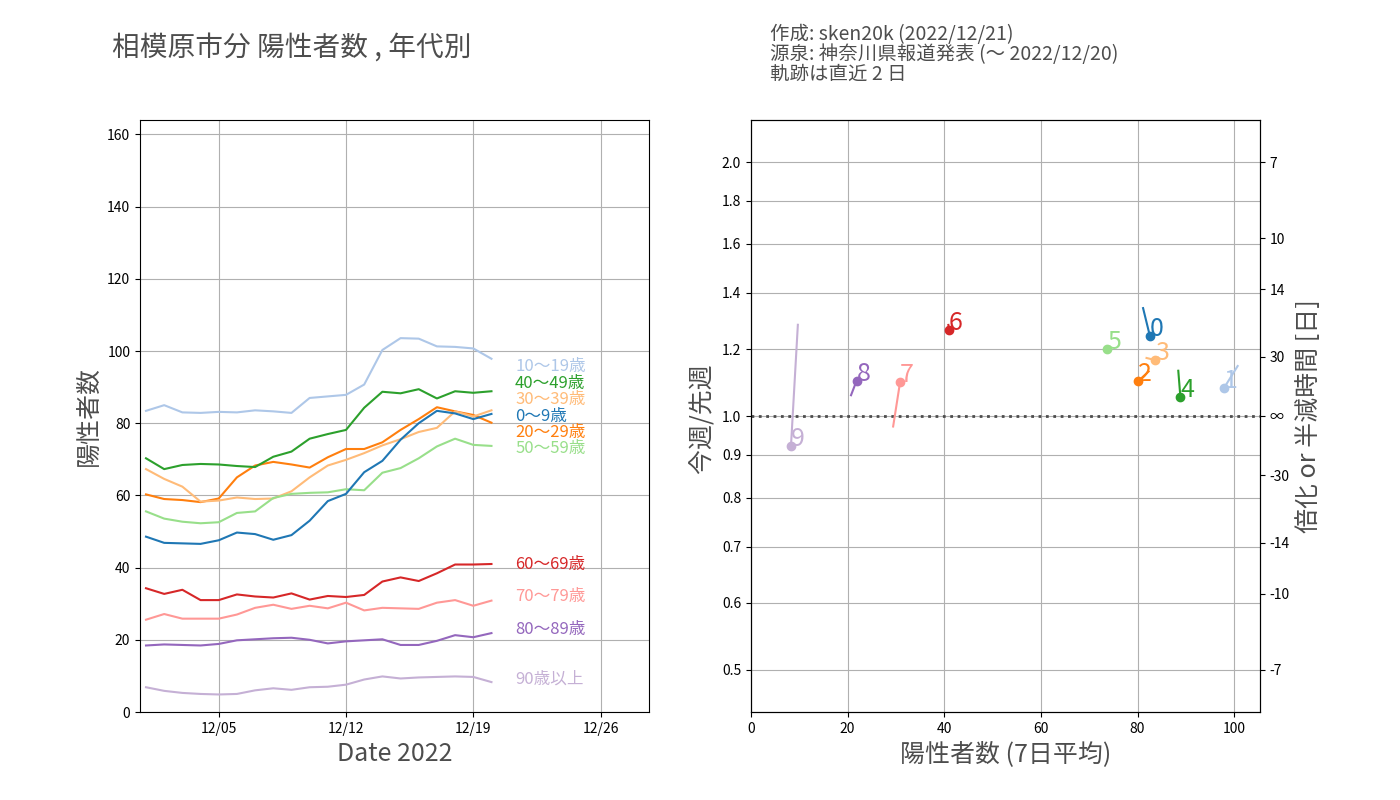 相模原市分 陽性者数 , 年代別
作成: sken20k (2022/12/21)
源泉: 神奈川県報道発表 (〜 2022/12/20)
軌跡は直近 2 日
160
140
120
100
80
60
40
20
0
陽性者数
10〜19歳
40〜49歳
30〜39歳
0〜9歳
20〜29歳
50〜59歳
60〜69歳
70〜79歳
80〜89歳
90歳以上
12/05
12/12
12/19
12/26
Date 2022
2.0
1.8
1.6
1.4
1.2
1.0
0.9
0.8
0.7
0.6
0.5
今週/先週
6
0
5
3
8
7
2
1
4
9
7
10
14
30
∞
-30
-14
-10
-7
倍化 or 半減時間 [日]
0
20
40
60
80
100
陽性者数 (7日平均)